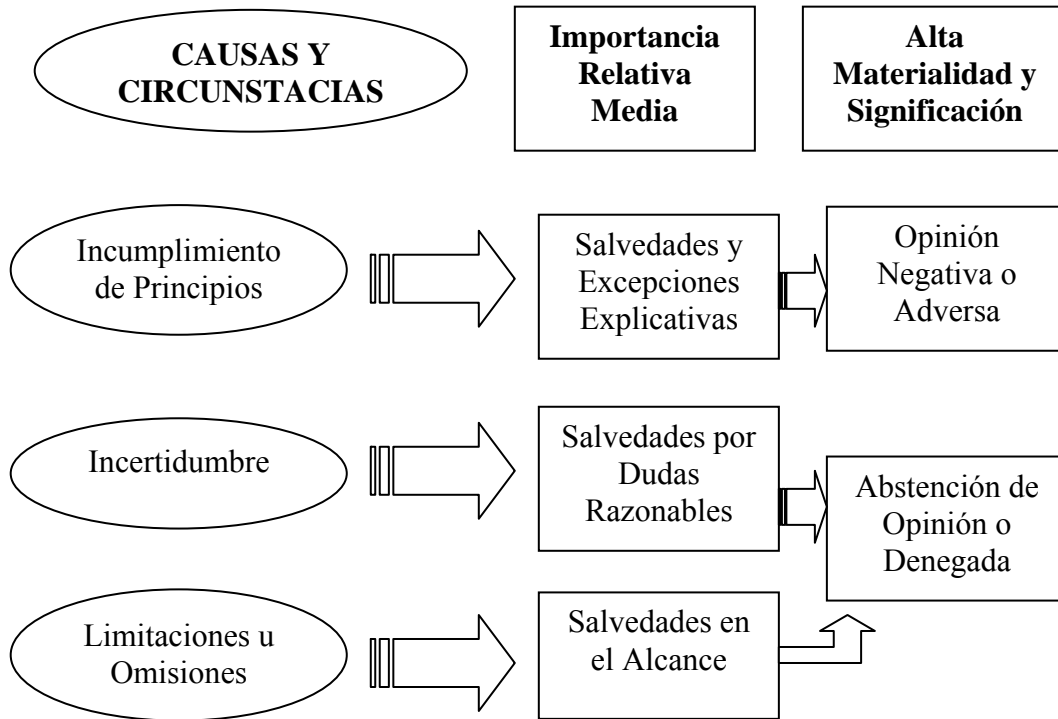 CAUSAS Y
CIRCUNSTACIAS
Importancia
Relativa
Media
Alta
Materialidad y
Significación
Incumplimiento
de Principios
Salvedades y
Excepciones
Explicativas
Opinión
Negativa o
Adversa
Incertidumbre
Salvedades por
Dudas
Razonables
Abstención de
Opinión o
Denegada
Limitaciones u
Omisiones
Salvedades en
el Alcance